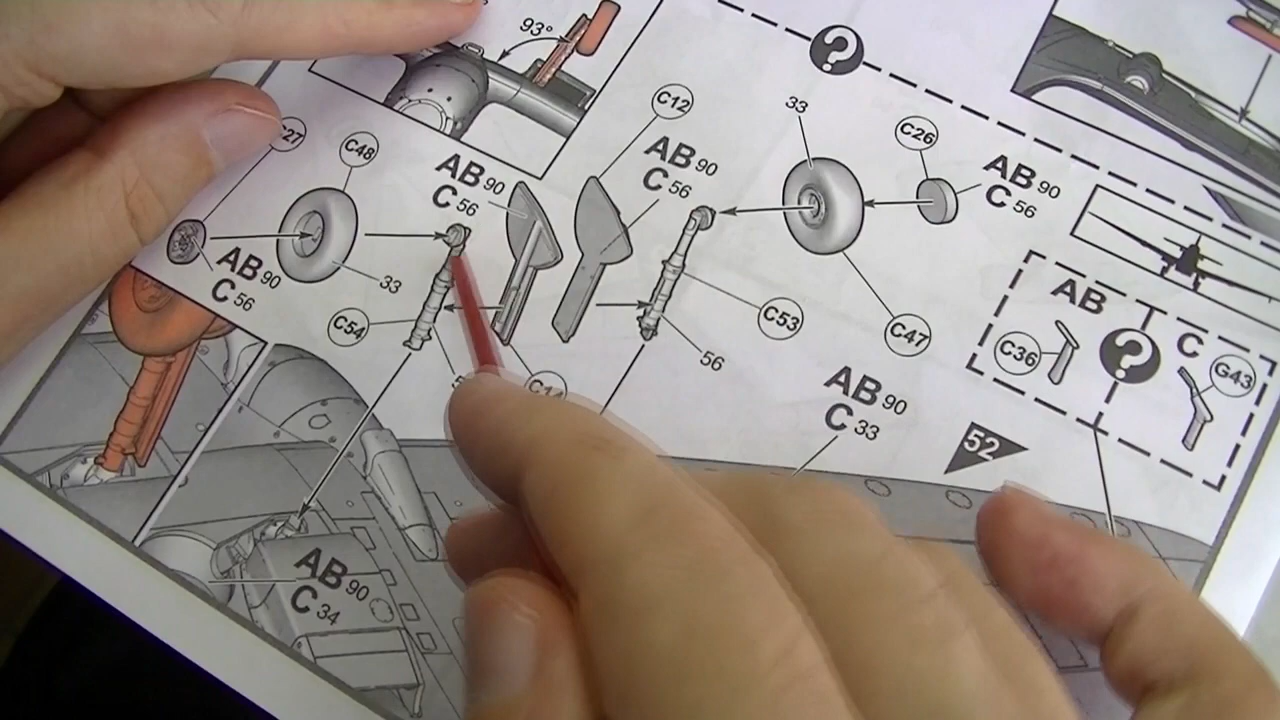 93°
?
C12
33
C26
C27
C48
AB 90
C 56
AB 90
C 56
AB 90
C 56
AB 90
C 56
33
C54
C53
C47
56
C14
AB
C36
?
C
G43
AB 90
C 33
52
AB 90
C 34